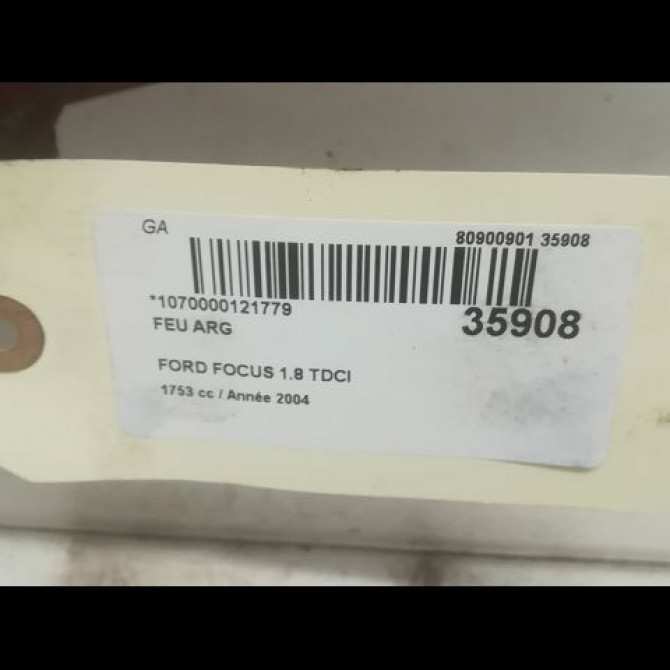 GA
80900901 35908
*1070000121779
35908
FEU ARG
FORD FOCUS 1.8 TDCI
1753 cc / Année 2004